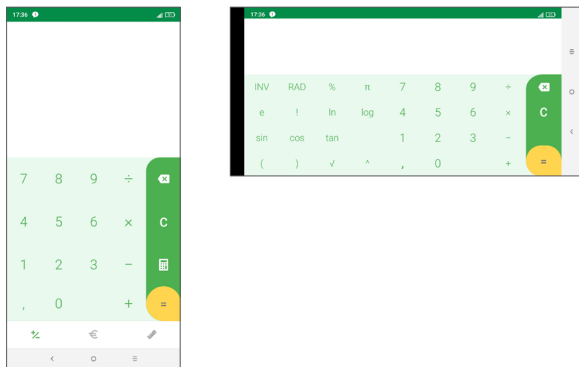 17:36
7 8 9 ÷
4 5 6 × C
1 2 3 −
, 0 + =
€
17:36
INV RAD % π 7 8 9 ÷
e ! ln log 4 5 6 × C
sin cos tan 1 2 3 −
( ) √ ^ , 0 + =